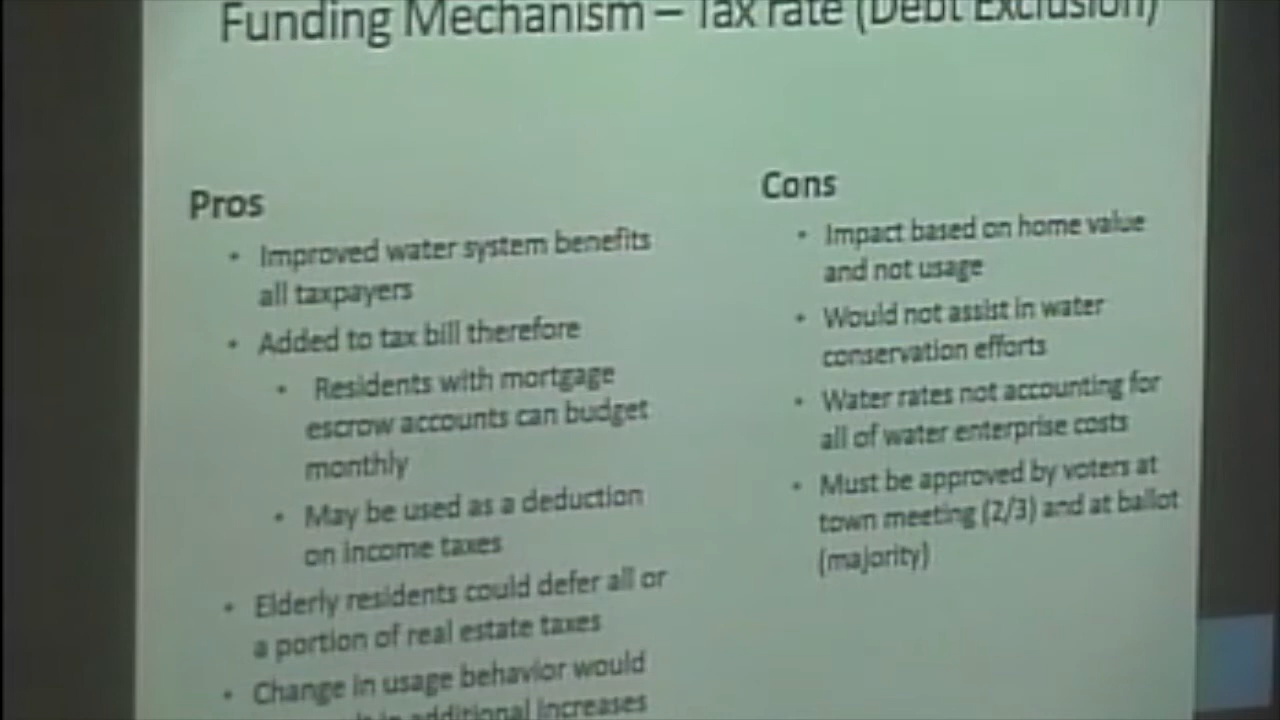 Funding Mechanism – Tax rate (Debt Exclusion)
Pros
• Improved water system benefits
all taxpayers
• Added to tax bill therefore
• Residents with mortgage
escrow accounts can budget
monthly
• May be used as a deduction
on income taxes
• Elderly residents could defer all or
a portion of real estate taxes
• Change in usage behavior would
in additional increases
Cons
• Impact based on home value
and not usage
• Would not assist in water
conservation efforts
• Water rates not accounting for
all of water enterprise costs
• Must be approved by voters at
town meeting (2/3) and at ballot
(majority)